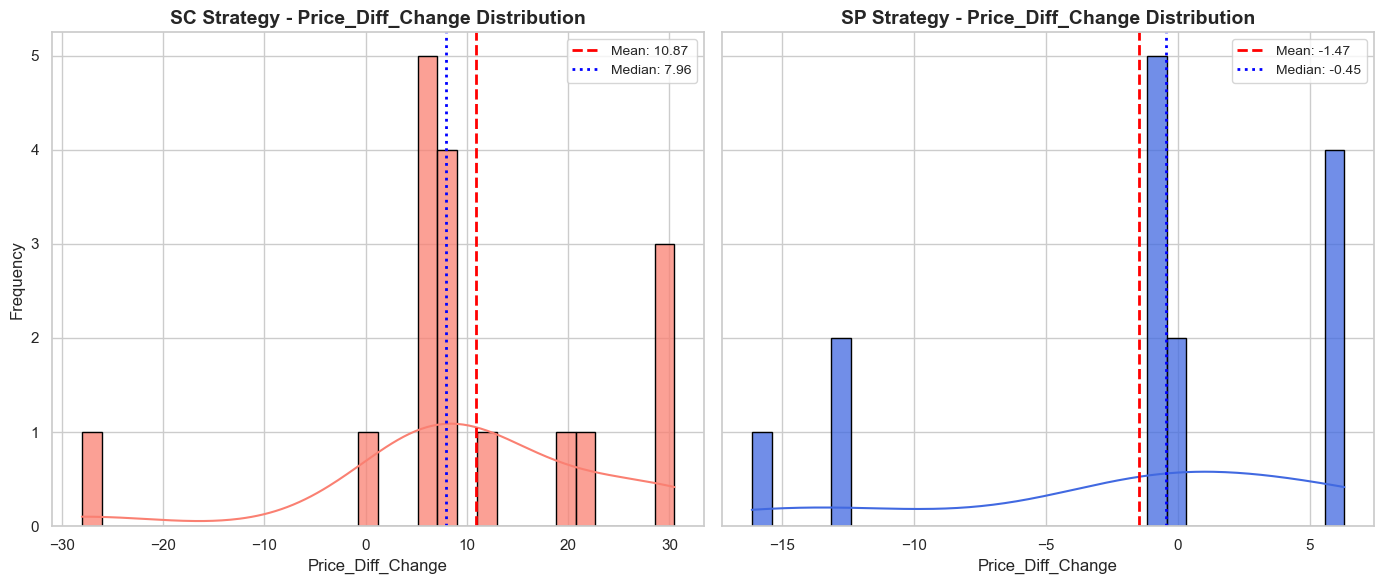 SC Strategy - Price_Diff_Change Distribution
Mean: 10.87
Median: 7.96
Frequency
5
4
3
2
1
0
−30
−20
−10
0
10
20
30
Price_Diff_Change
SP Strategy - Price_Diff_Change Distribution
Mean: -1.47
Median: -0.45
−15
−10
−5
0
5
Price_Diff_Change